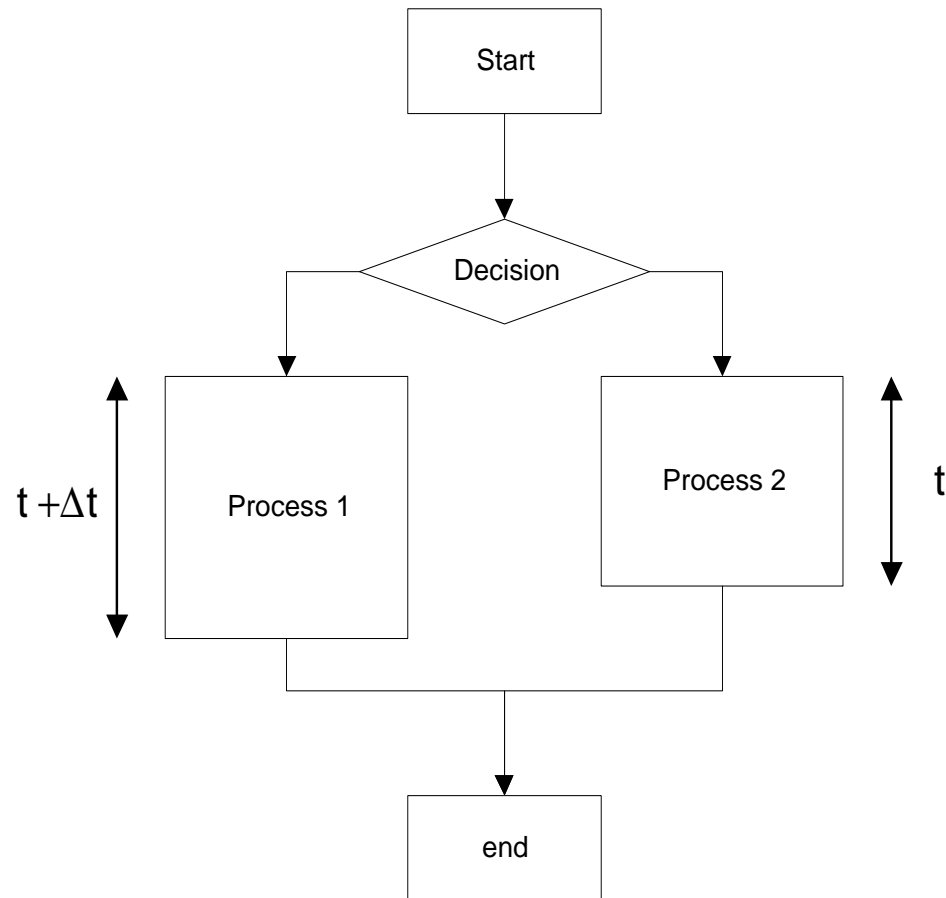 Start
Decision
t +Δt
Process 1
Process 2
t
end